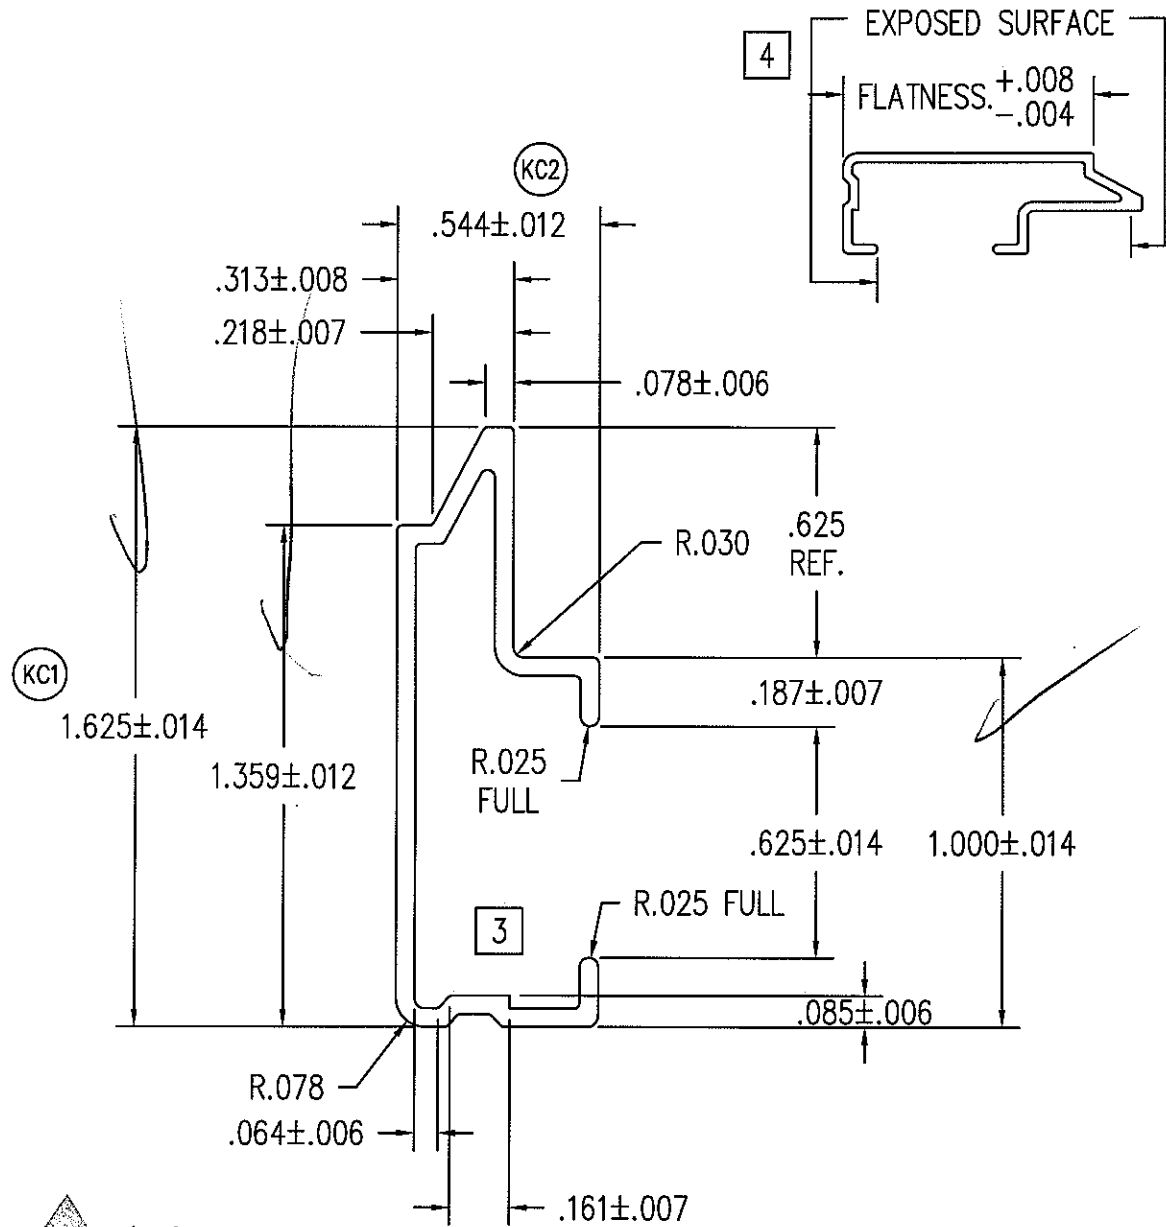 EXPOSED SURFACE
4
FLATNESS. +.008
-.004
KC2
.544±.012
.313±.008
.218±.007
.078±.006
.625
REF.
R.030
KC1
.187±.007
1.625±.014
R.025
FULL
1.359±.012
.625±.014
1.000±.014
R.025 FULL
3
.085±.006
R.078
.064±.006
.161±.007